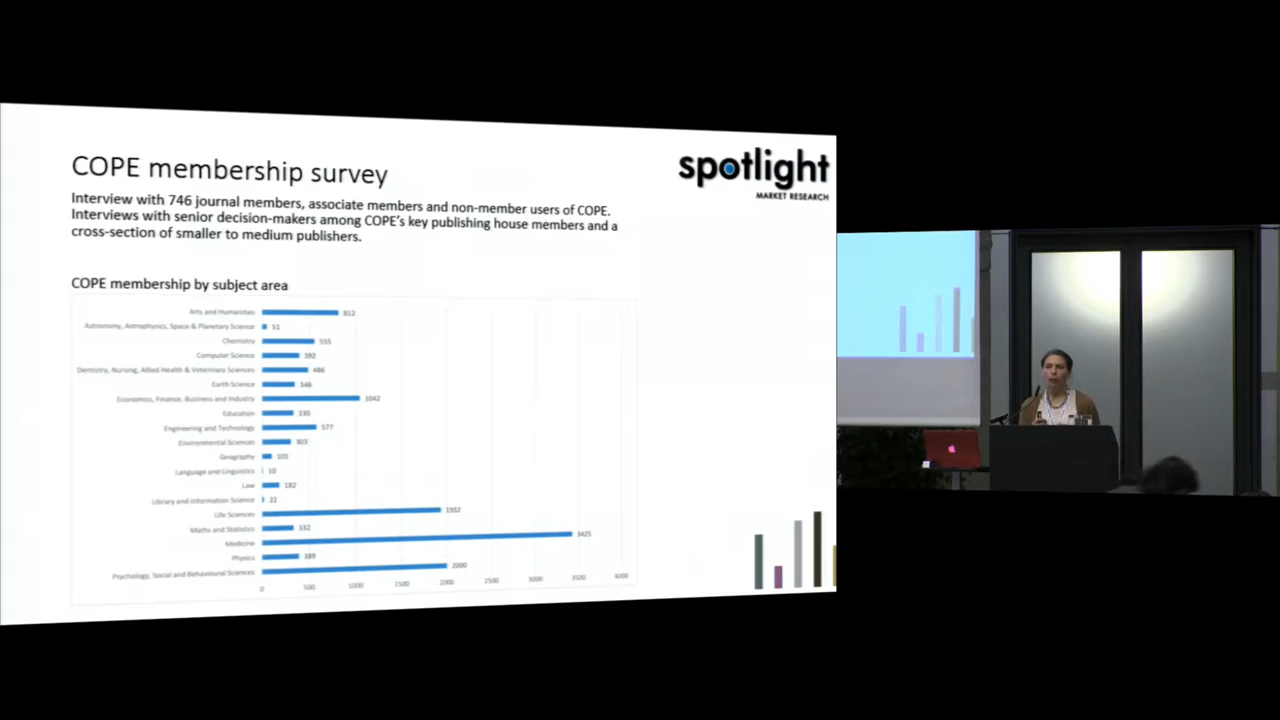 COPE membership survey
spotlight
MARKET RESEARCH
Interview with 746 journal members, associate members and non-member users of COPE.
Interviews with senior decision-makers among COPE's key publishing house members and a
cross-section of smaller to medium publishers.
COPE membership by subject area
Arts and Humanities 812
Astronomy, Astrophysics, Space & Planetary Science 51
Chemistry 555
Computer Science 392
Dentistry, Nursing, Allied Health & Veterinary Sciences 486
Earth Science 346
Economics, Finance, Business and Industry 1042
Education 330
Engineering and Technology 577
Environmental Sciences 303
Geography 101
Language and Linguistics 10
Law 182
Library and Information Science 22
Life Sciences 1932
Maths and Statistics 332
Medicine 3425
Physics 389
Psychology, Social and Behavioural Sciences 2000
0 500 1000 1500 2000 2500 3000 3500 4000